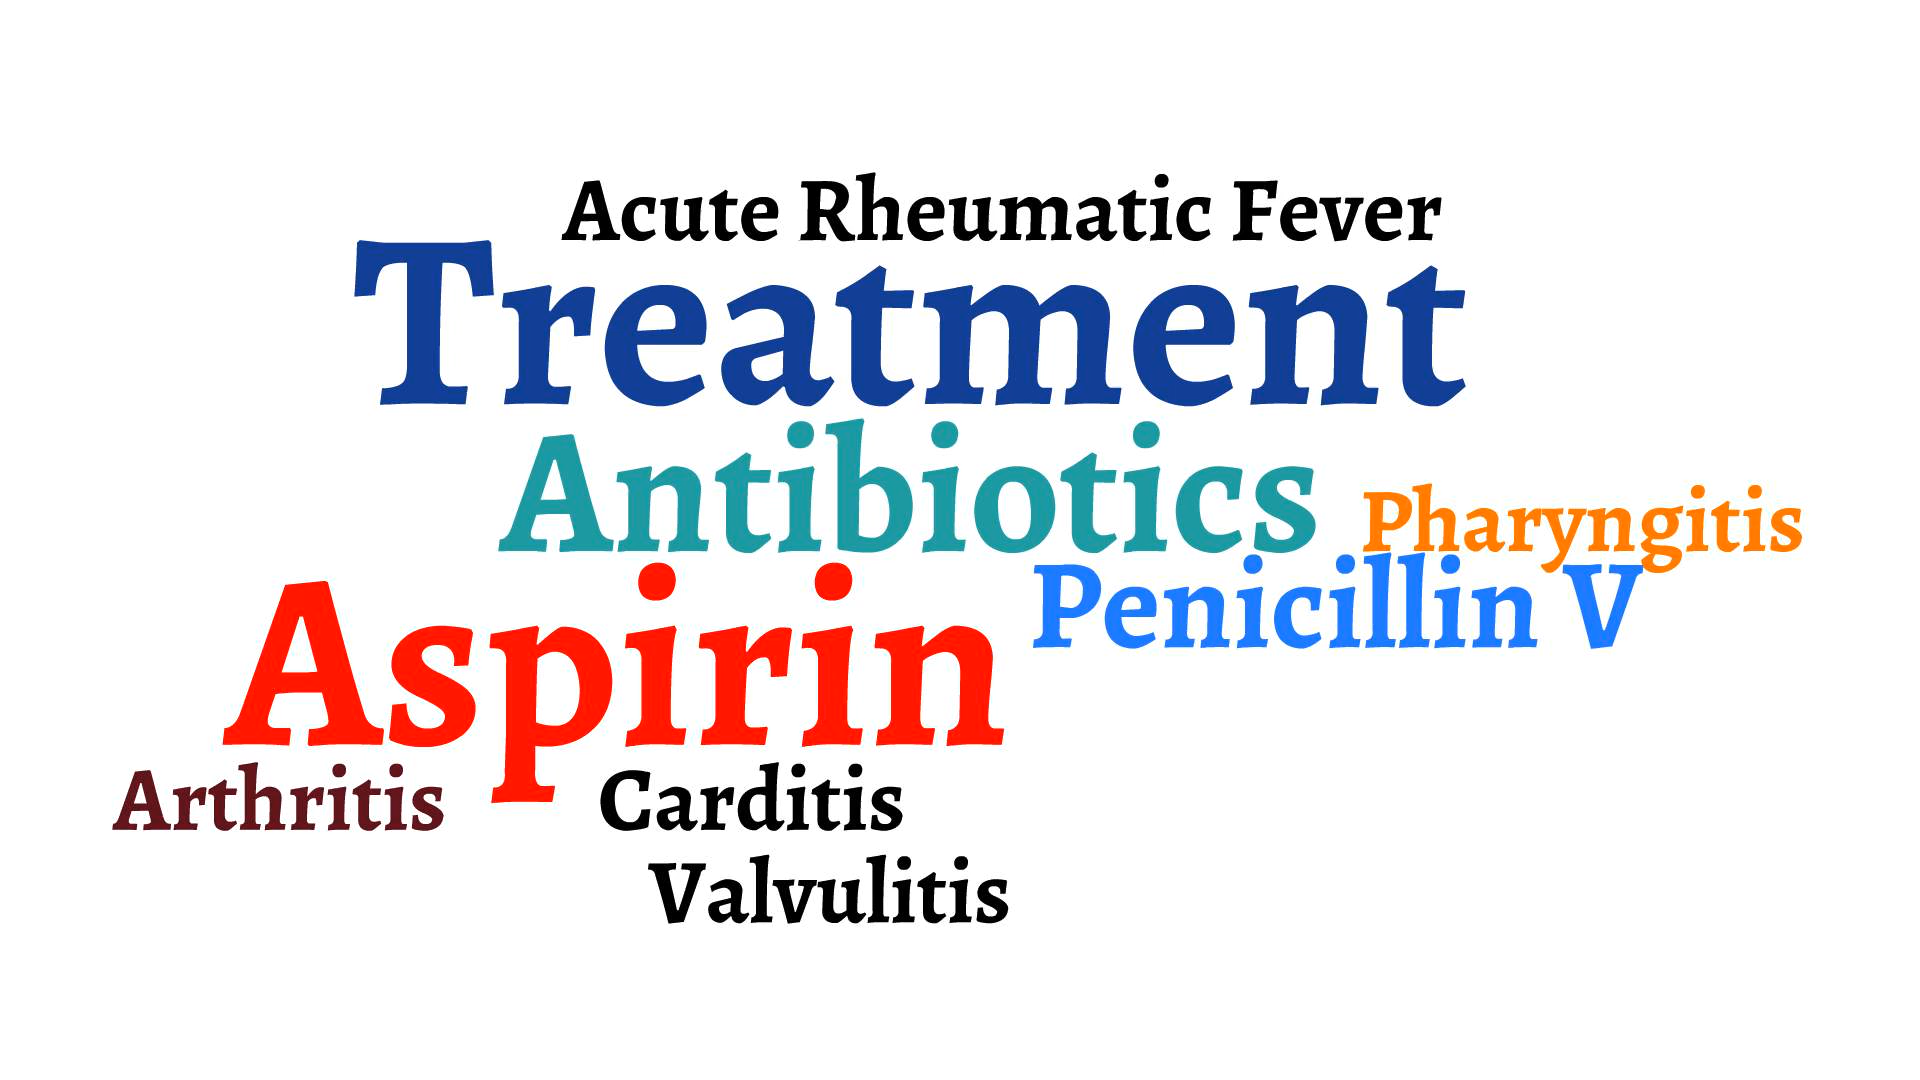 Acute Rheumatic Fever
Treatment
Antibiotics
Pharyngitis
Penicillin V
Aspirin
Arthritis
Carditis
Valvulitis